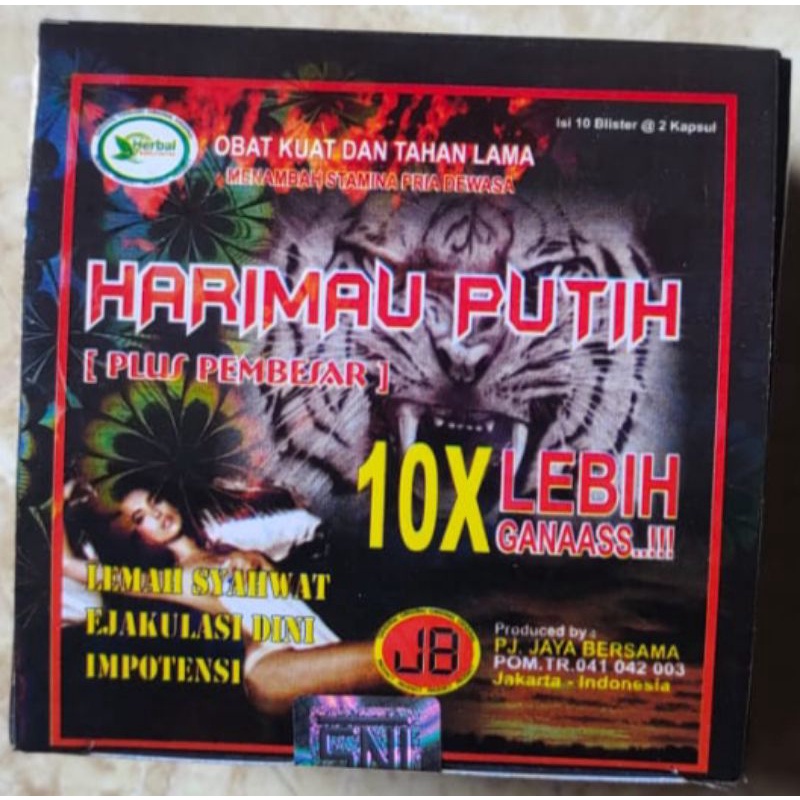 Isi 10 Blister @ 2 Kapsul
Herbal
OBAT KUAT DAN TAHAN LAMA
MENAMBAH STAMINA PRIA DEWASA
HARIMAU PUTIH
[ PLUS PEMBESAR ]
10X LEBIH
GANAASS..!!!
LEMAH SYAHWAT
EJAKULASI DINI
IMPOTENSI
JB
Produced by :
PJ. JAYA BERSAMA
POM.TR.041 042 003
Jakarta - Indonesia